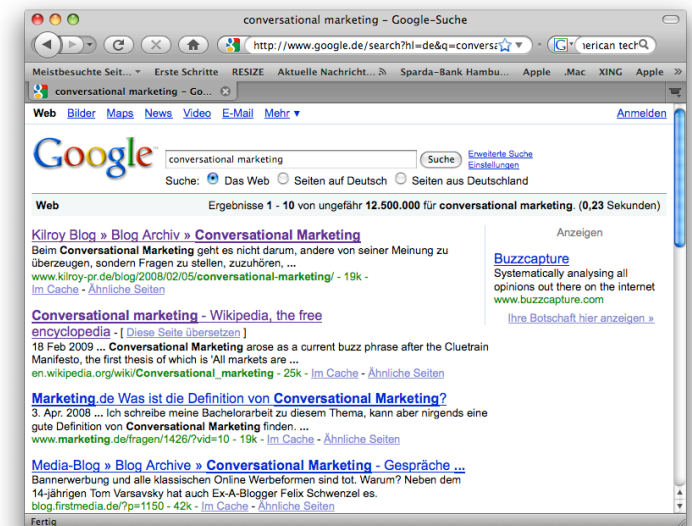 conversational marketing – Google-Suche
http://www.google.de/search?hl=de&q=conversa
nerican tech
Meistbesuchte Seit... Erste Schritte RESIZE Aktuelle Nachricht... Sparda-Bank Hambu... Apple .Mac XING Apple »
conversational marketing – Go...
Web Bilder Maps News Video E-Mail Mehr ▼ Anmelden
Google
conversational marketing Suche Erweiterte Suche
Einstellungen
Suche: Das Web Seiten auf Deutsch Seiten aus Deutschland
Web Ergebnisse 1 - 10 von ungefähr 12.500.000 für conversational marketing. (0,23 Sekunden)
Kilroy Blog » Blog Archiv » Conversational Marketing
Beim Conversational Marketing geht es nicht darum, andere von seiner Meinung zu
überzeugen, sondern Fragen zu stellen, zuzuhören, ...
www.kilroy-pr.de/blog/2008/02/05/conversational-marketing/ - 19k -
Im Cache - Ähnliche Seiten
Conversational marketing - Wikipedia, the free
encyclopedia - [ Diese Seite übersetzen ]
18 Feb 2009 ... Conversational Marketing arose as a current buzz phrase after the Cluetrain
Manifesto, the first thesis of which is 'All markets are ...
en.wikipedia.org/wiki/Conversational_marketing - 25k - Im Cache - Ähnliche Seiten
Marketing.de Was ist die Definition von Conversational Marketing?
3. Apr. 2008 ... Ich schreibe meine Bachelorarbeit zu diesem Thema, kann aber nirgends eine
gute Definition von Conversational Marketing finden. ...
www.marketing.de/fragen/1426/?vid=10 - 19k - Im Cache - Ähnliche Seiten
Media-Blog » Blog Archive » Conversational Marketing - Gespräche ...
Bannerwerbung und alle klassischen Online Werbeformen sind tot. Warum? Neben dem
14-jährigen Tom Varsavsky hat auch Ex-A-Blogger Felix Schwenzel es.
blog.firstmedia.de/?p=1150 - 42k - Im Cache - Ähnliche Seiten
Anzeigen
Buzzcapture
Systematically analysing all
opinions out there on the internet
www.buzzcapture.com
Ihre Botschaft hier anzeigen »
Fertig